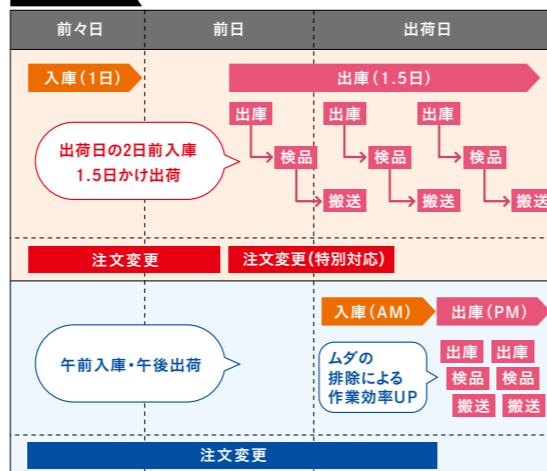 前々日
前日
出荷日
入庫(1日)
出庫(1.5日)
出庫
出庫
出庫
出荷日の2日前入庫
1.5日かけ出荷
検品
検品
検品
搬送
搬送
搬送
注文変更
注文変更(特別対応)
入庫(AM)
出庫(PM)
午前入庫・午後出荷
ムダの
排除による
作業効率UP
出庫
出庫
検品
検品
搬送
搬送
注文変更